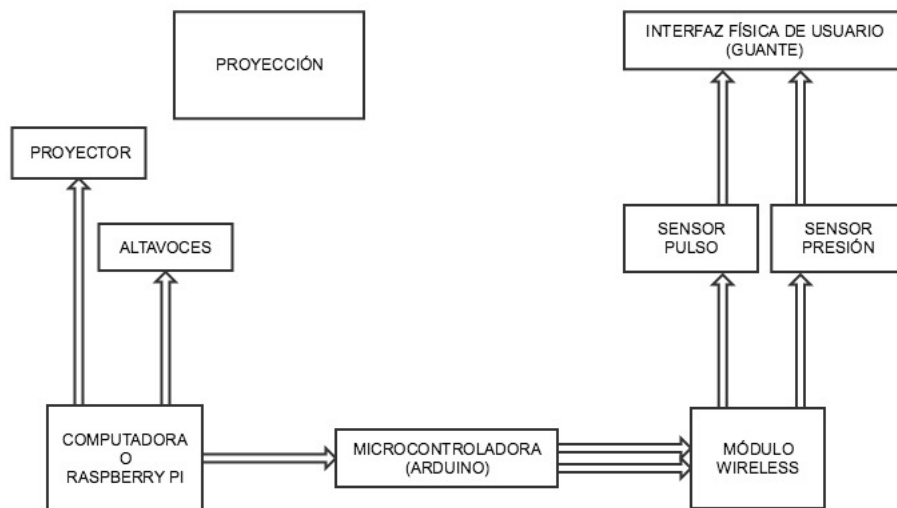 INTERFAZ FÍSICA DE USUARIO
(GUANTE)
PROYECCIÓN
PROYECTOR
ALTAVOCES
SENSOR
PULSO
SENSOR
PRESIÓN
COMPUTADORA
O
RASPBERRY PI
MICROCONTROLADORA
(ARDUINO)
MÓDULO
WIRELESS